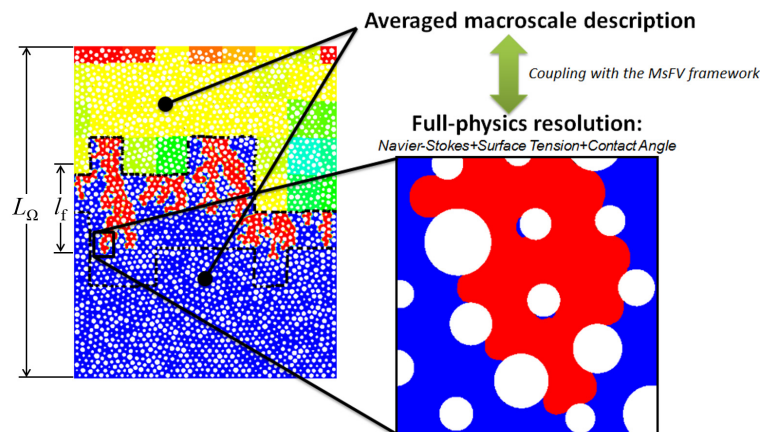 Averaged macroscale description
Coupling with the MsFV framework
Full-physics resolution:
Navier-Stokes+Surface Tension+Contact Angle
L_Ω
l_f